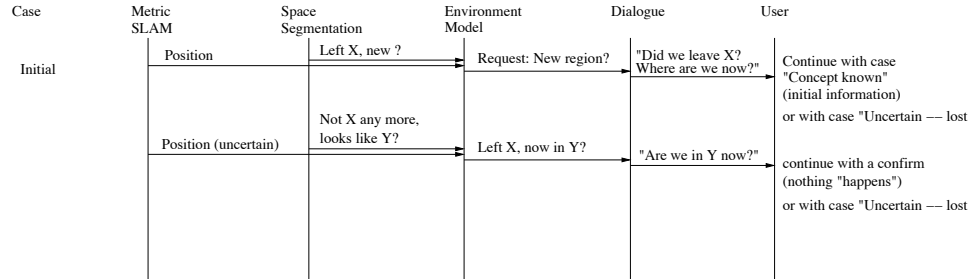 Case
Metric
SLAM
Space
Segmentation
Environment
Model
Dialogue
User
Initial
Position
Left X, new ?
Request: New region?
"Did we leave X?
Where are we now?"
Continue with case
"Concept known"
(initial information)
or with case "Uncertain −− lost
Position (uncertain)
Not X any more,
looks like Y?
Left X, now in Y?
"Are we in Y now?"
continue with a confirm
(nothing "happens")
or with case "Uncertain −− lost